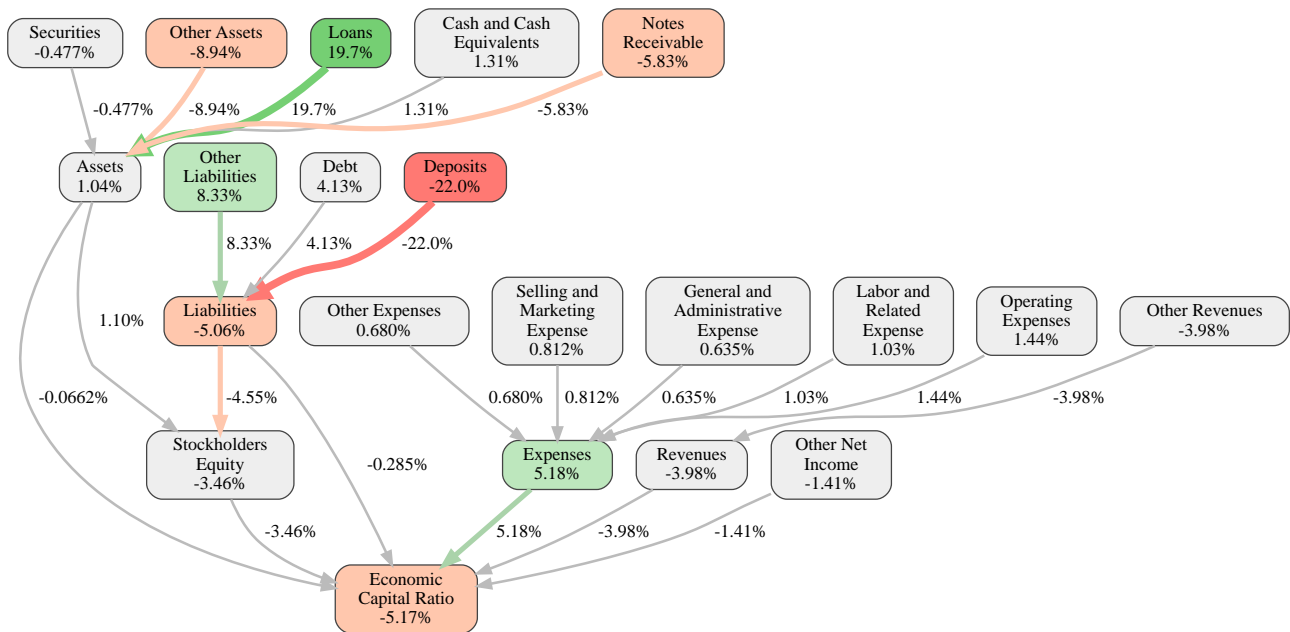 Securities
-0.477%
Other Assets
-8.94%
Loans
19.7%
Cash and Cash
Equivalents
1.31%
Notes
Receivable
-5.83%
-0.477%
-8.94%
19.7%
1.31%
-5.83%
Assets
1.04%
Other
Liabilities
8.33%
Debt
4.13%
Deposits
-22.0%
8.33%
4.13%
-22.0%
Liabilities
-5.06%
Other Expenses
0.680%
Selling and
Marketing
Expense
0.812%
General and
Administrative
Expense
0.635%
Labor and
Related
Expense
1.03%
Operating
Expenses
1.44%
Other Revenues
-3.98%
1.10%
-0.0662%
-4.55%
0.680%
0.812%
0.635%
1.03%
1.44%
-3.98%
Stockholders
Equity
-3.46%
-0.285%
Expenses
5.18%
Revenues
-3.98%
Other Net
Income
-1.41%
-3.46%
5.18%
-3.98%
-1.41%
Economic
Capital Ratio
-5.17%